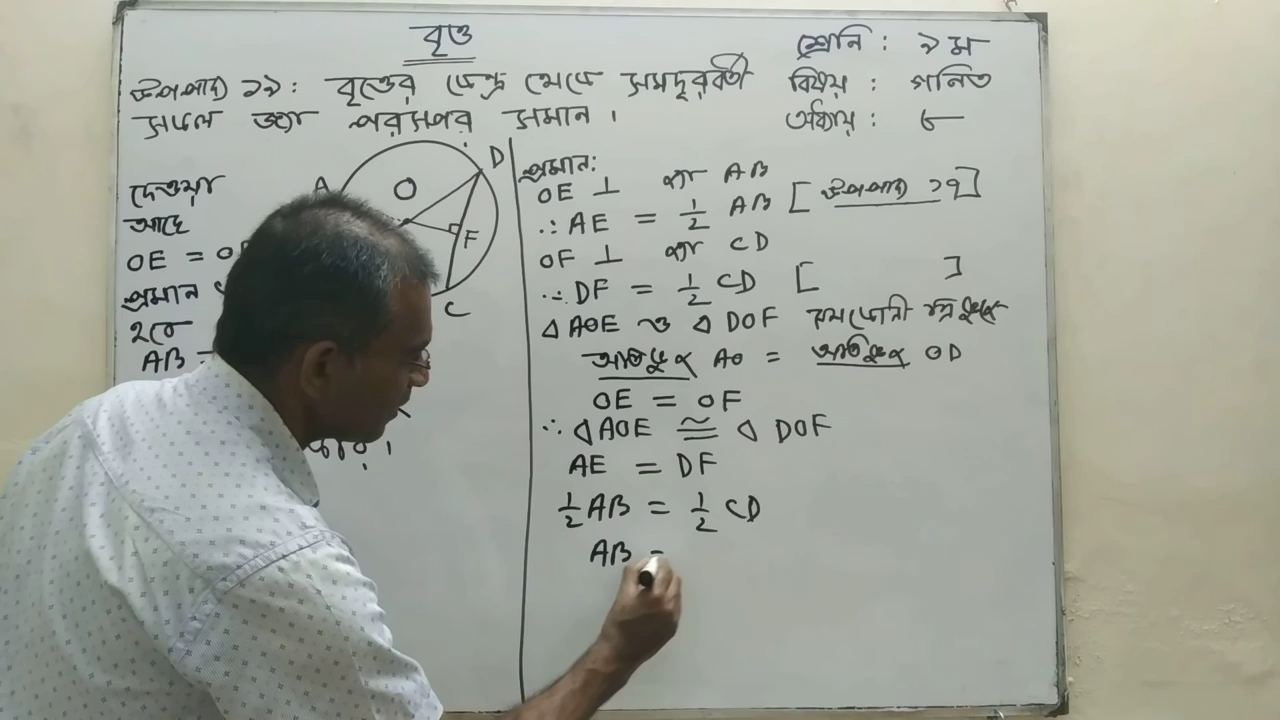 বৃত্ত
শ্রেনি : ৯ম
উপপাদ্য ১৯ : বৃত্তের কেন্দ্র থেকে সমদূরবর্তী
বিষয় : গনিত
সকল জ্যা পরস্পর সমান ।
অধ্যায় : ৮
দেওয়া
আছে
OE = O
প্রমান
হবে
AB =
A
O
D
F
C
প্রমান:
OE ⊥ জ্যা AB
∴ AE = 1/2 AB [ উপপাদ্য ১৭ ]
OF ⊥ জ্যা CD
∴ DF = 1/2 CD [ ]
△ AOE ও △ DOF সমকোনী ত্রিভুজে
অতিভুজ AO = অতিভুজ OD
OE = OF
∴ △ AOE ≅ △ DOF
AE = DF
1/2 AB = 1/2 CD
AB =